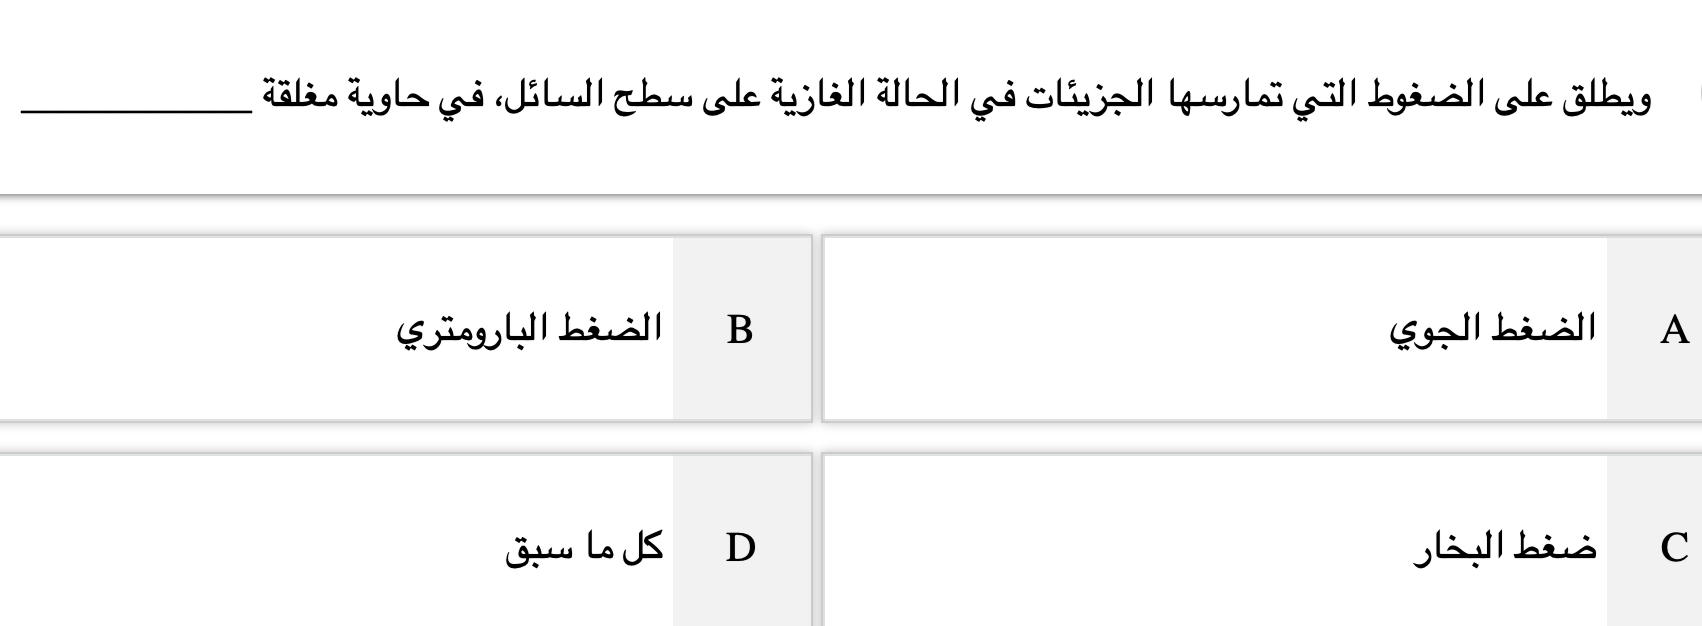 ويطلق على الضغوط التي تمارسها الجزيئات في الحالة الغازية على سطح السائل، في حاوية مغلقة ___________
A الضغط الجوي
B الضغط البارومتري
C ضغط البخار
D كل ما سبق